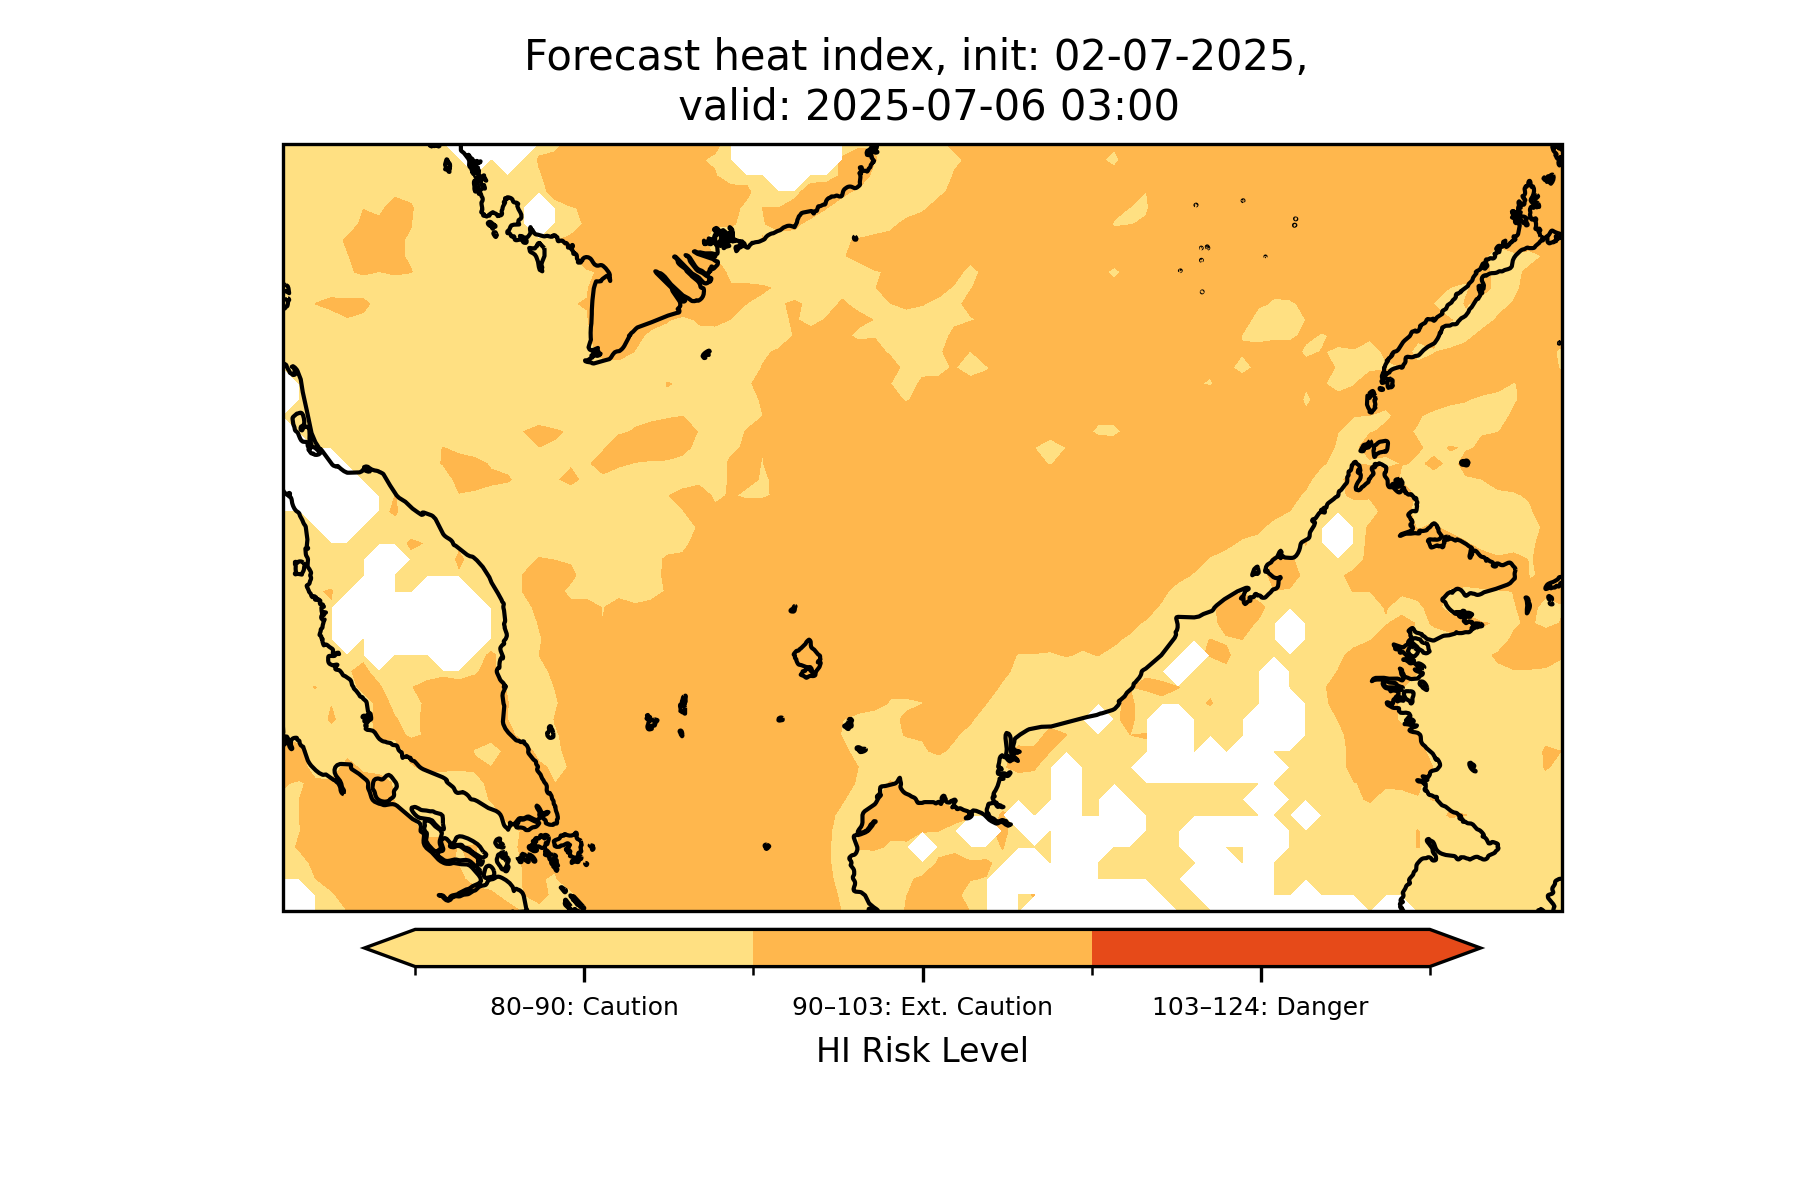 Forecast heat index, init: 02-07-2025,
valid: 2025-07-06 03:00
80–90: Caution
90–103: Ext. Caution
103–124: Danger
HI Risk Level